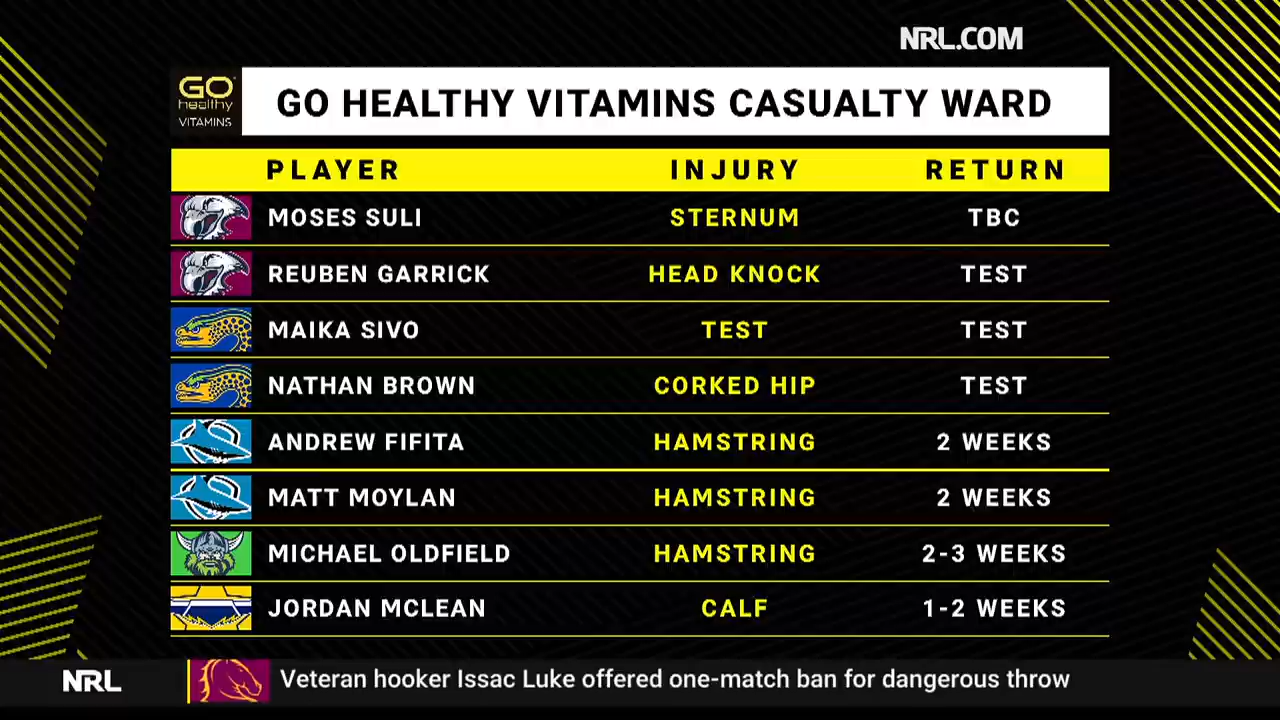 NRL.COM
GO
healthy
VITAMINS
GO HEALTHY VITAMINS CASUALTY WARD
PLAYER INJURY RETURN
MOSES SULI STERNUM TBC
REUBEN GARRICK HEAD KNOCK TEST
MAIKA SIVO TEST TEST
NATHAN BROWN CORKED HIP TEST
ANDREW FIFITA HAMSTRING 2 WEEKS
MATT MOYLAN HAMSTRING 2 WEEKS
MICHAEL OLDFIELD HAMSTRING 2-3 WEEKS
JORDAN MCLEAN CALF 1-2 WEEKS
NRL Veteran hooker Issac Luke offered one-match ban for dangerous throw